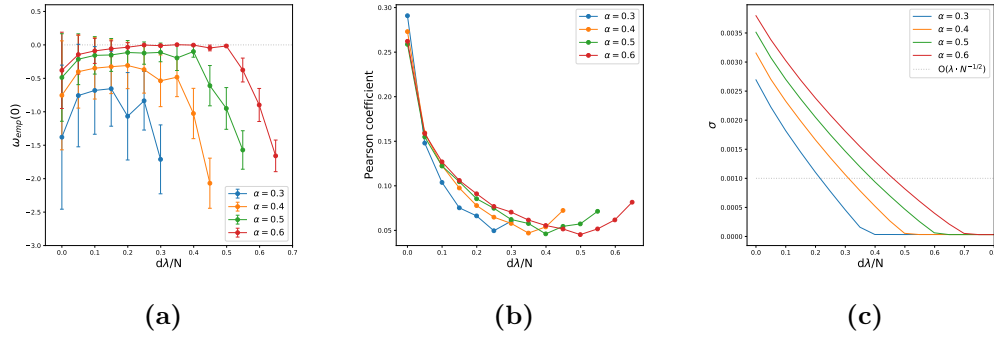 0.0
−0.5
−1.0
−1.5
−2.0
−2.5
−3.0
ω_emp(0)
0.0 0.1 0.2 0.3 0.4 0.5 0.6 0.7
dλ/N
α = 0.3
α = 0.4
α = 0.5
α = 0.6
(a)
0.30
0.25
0.20
0.15
0.10
0.05
Pearson coefficient
0.0 0.1 0.2 0.3 0.4 0.5 0.6
dλ/N
α = 0.3
α = 0.4
α = 0.5
α = 0.6
(b)
0.0035
0.0030
0.0025
0.0020
0.0015
0.0010
0.0005
0.0000
σ
0.0 0.1 0.2 0.3 0.4 0.5 0.6 0.7 0.8
dλ/N
α = 0.3
α = 0.4
α = 0.5
α = 0.6
O(λ · N^−1/2)
(c)